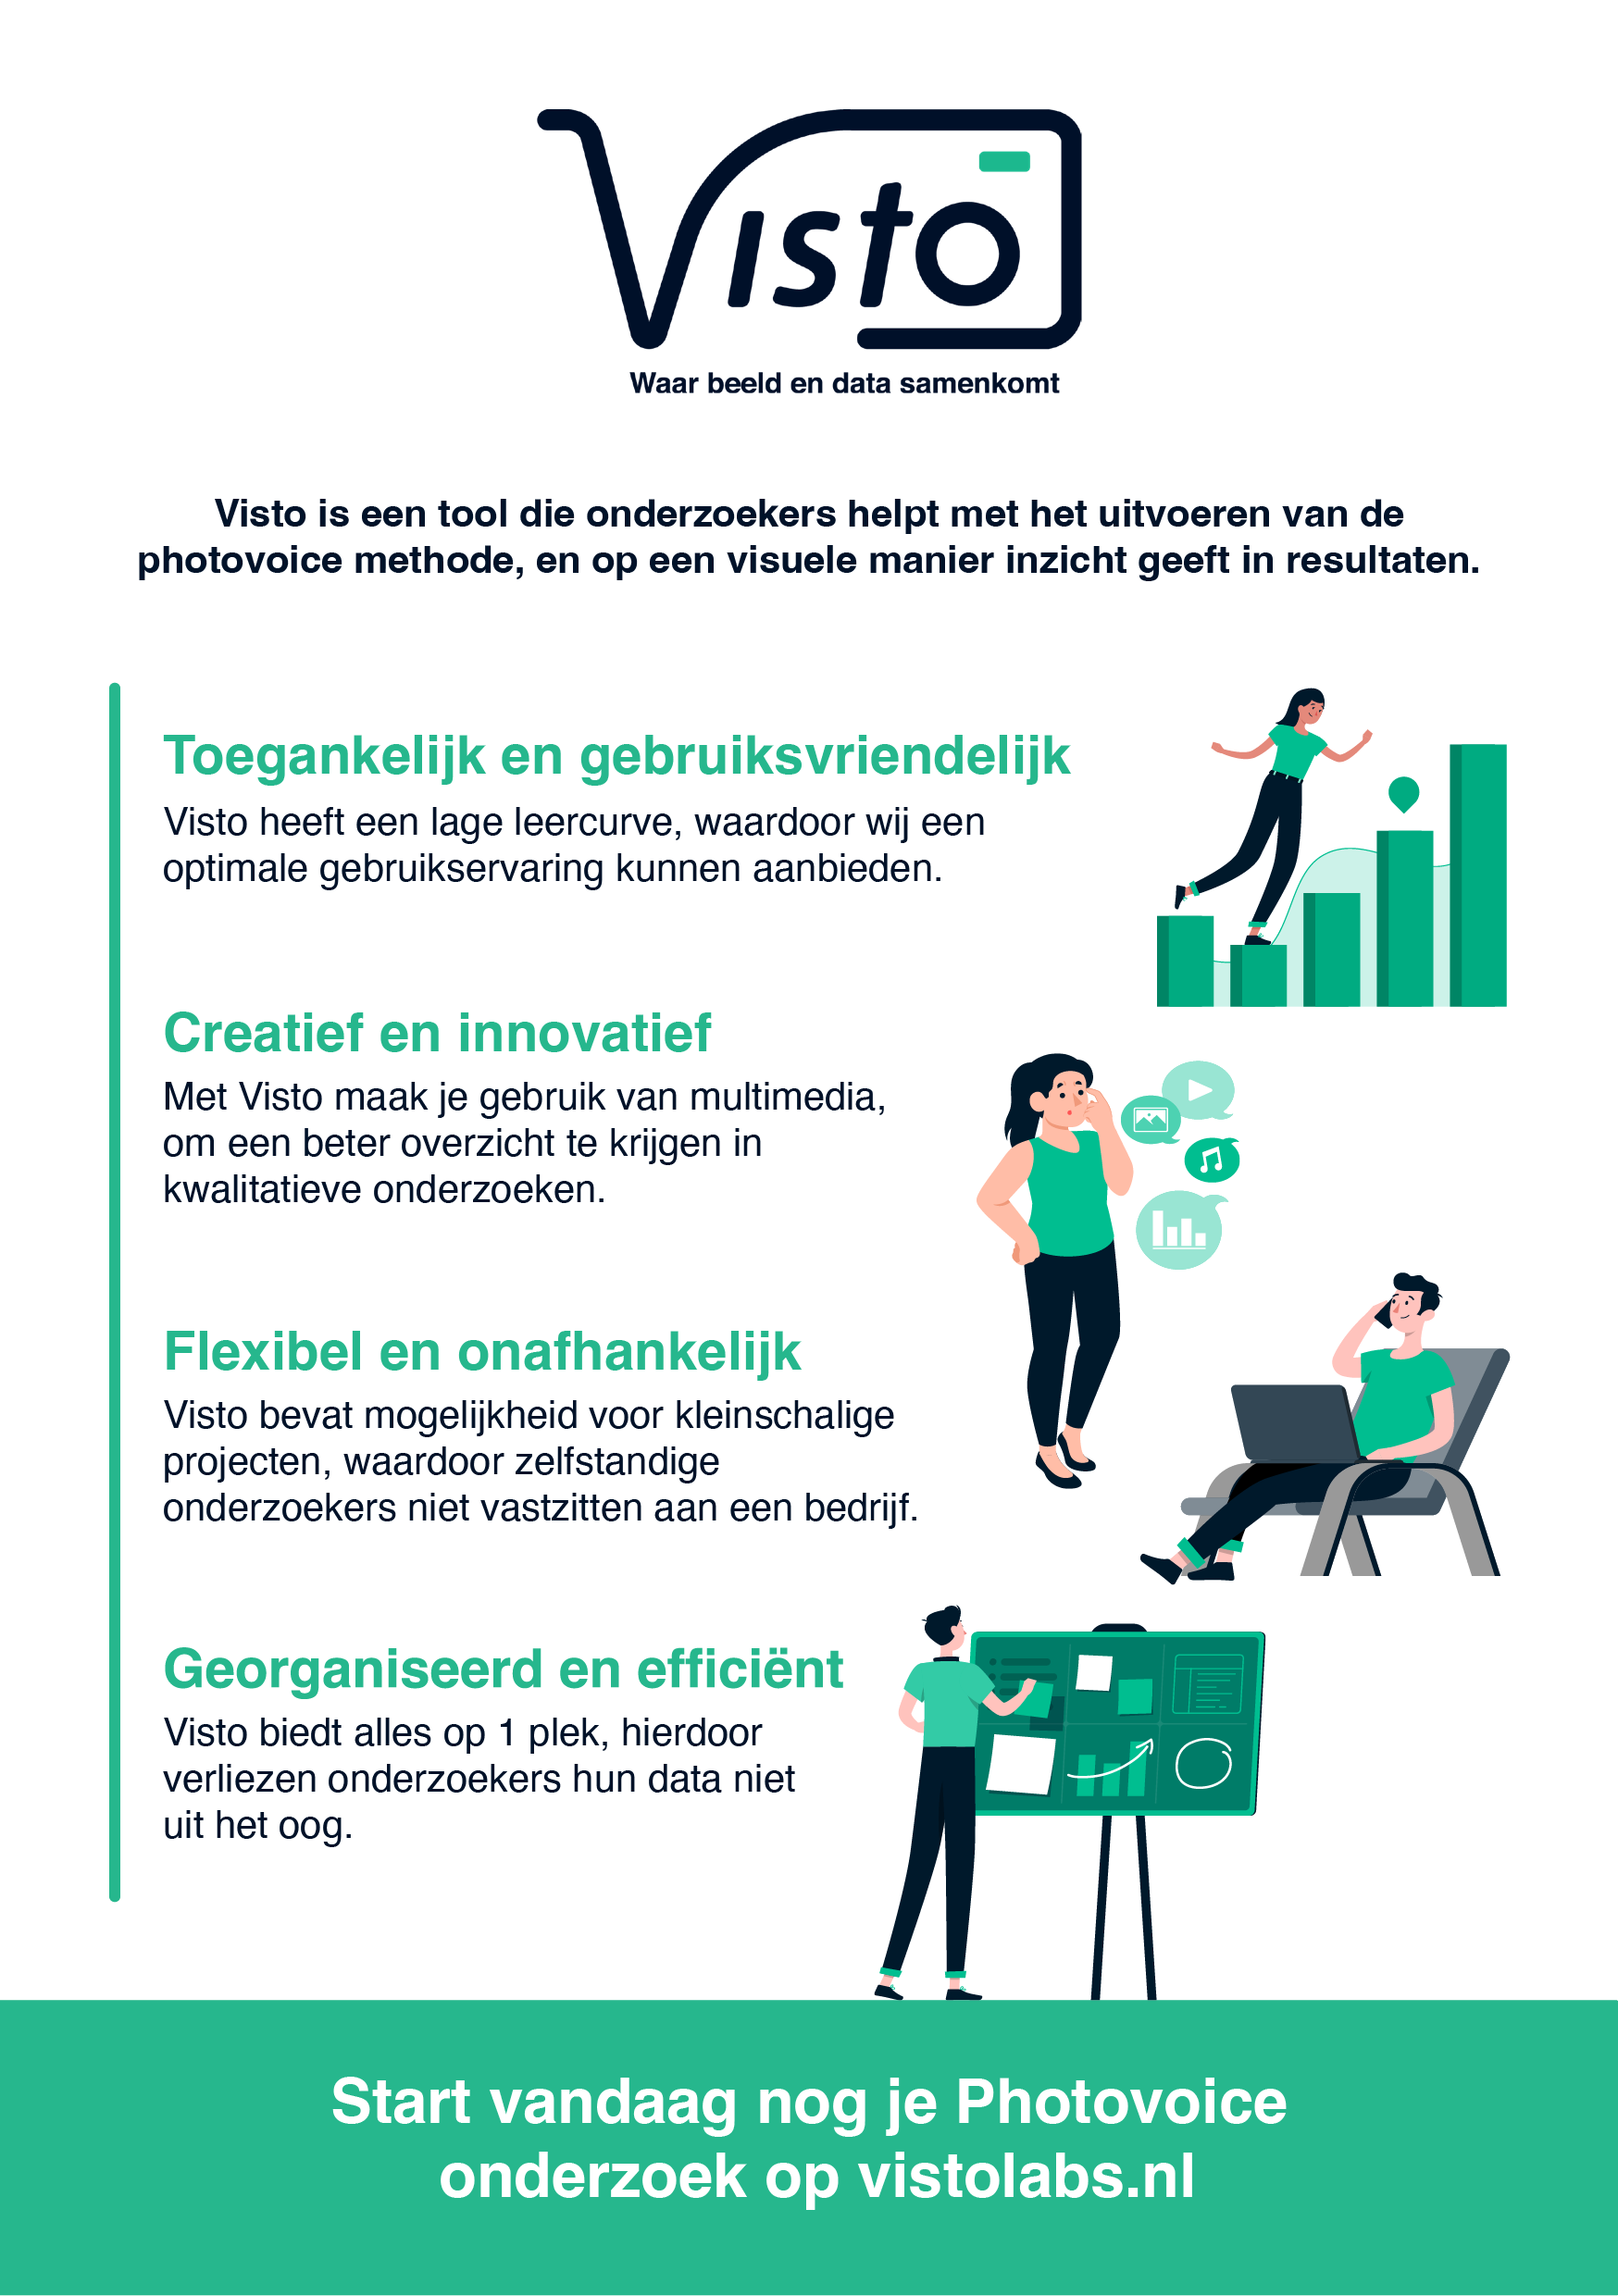 Visto
Waar beeld en data samenkomt
Visto is een tool die onderzoekers helpt met het uitvoeren van de
photovoice methode, en op een visuele manier inzicht geeft in resultaten.
Toegankelijk en gebruiksvriendelijk
Visto heeft een lage leercurve, waardoor wij een
optimale gebruikservaring kunnen aanbieden.
Creatief en innovatief
Met Visto maak je gebruik van multimedia,
om een beter overzicht te krijgen in
kwalitatieve onderzoeken.
Flexibel en onafhankelijk
Visto bevat mogelijkheid voor kleinschalige
projecten, waardoor zelfstandige
onderzoekers niet vastzitten aan een bedrijf.
Georganiseerd en efficiënt
Visto biedt alles op 1 plek, hierdoor
verliezen onderzoekers hun data niet
uit het oog.
Start vandaag nog je Photovoice
onderzoek op vistolabs.nl